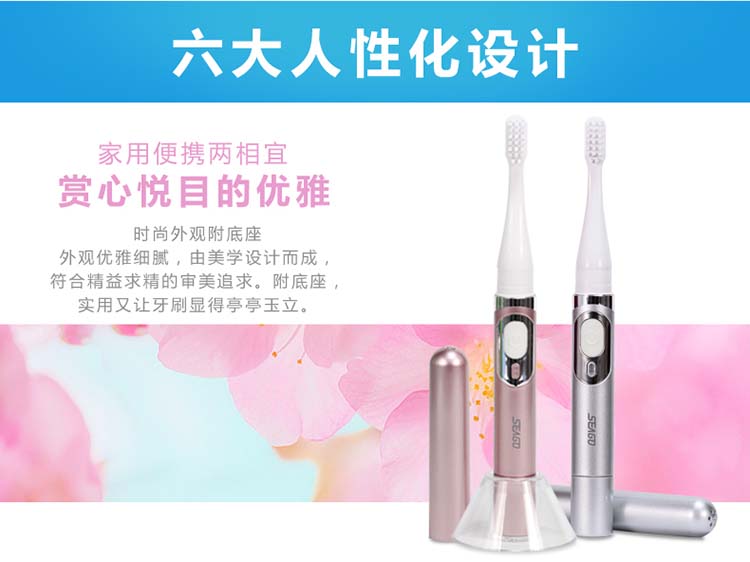 六大人性化设计
家用便携两相宜
赏心悦目的优雅
时尚外观附底座
外观优雅细腻，由美学设计而成，
符合精益求精的审美追求。附底座，
实用又让牙刷显得亭亭玉立。
SEAGO
SEAGO